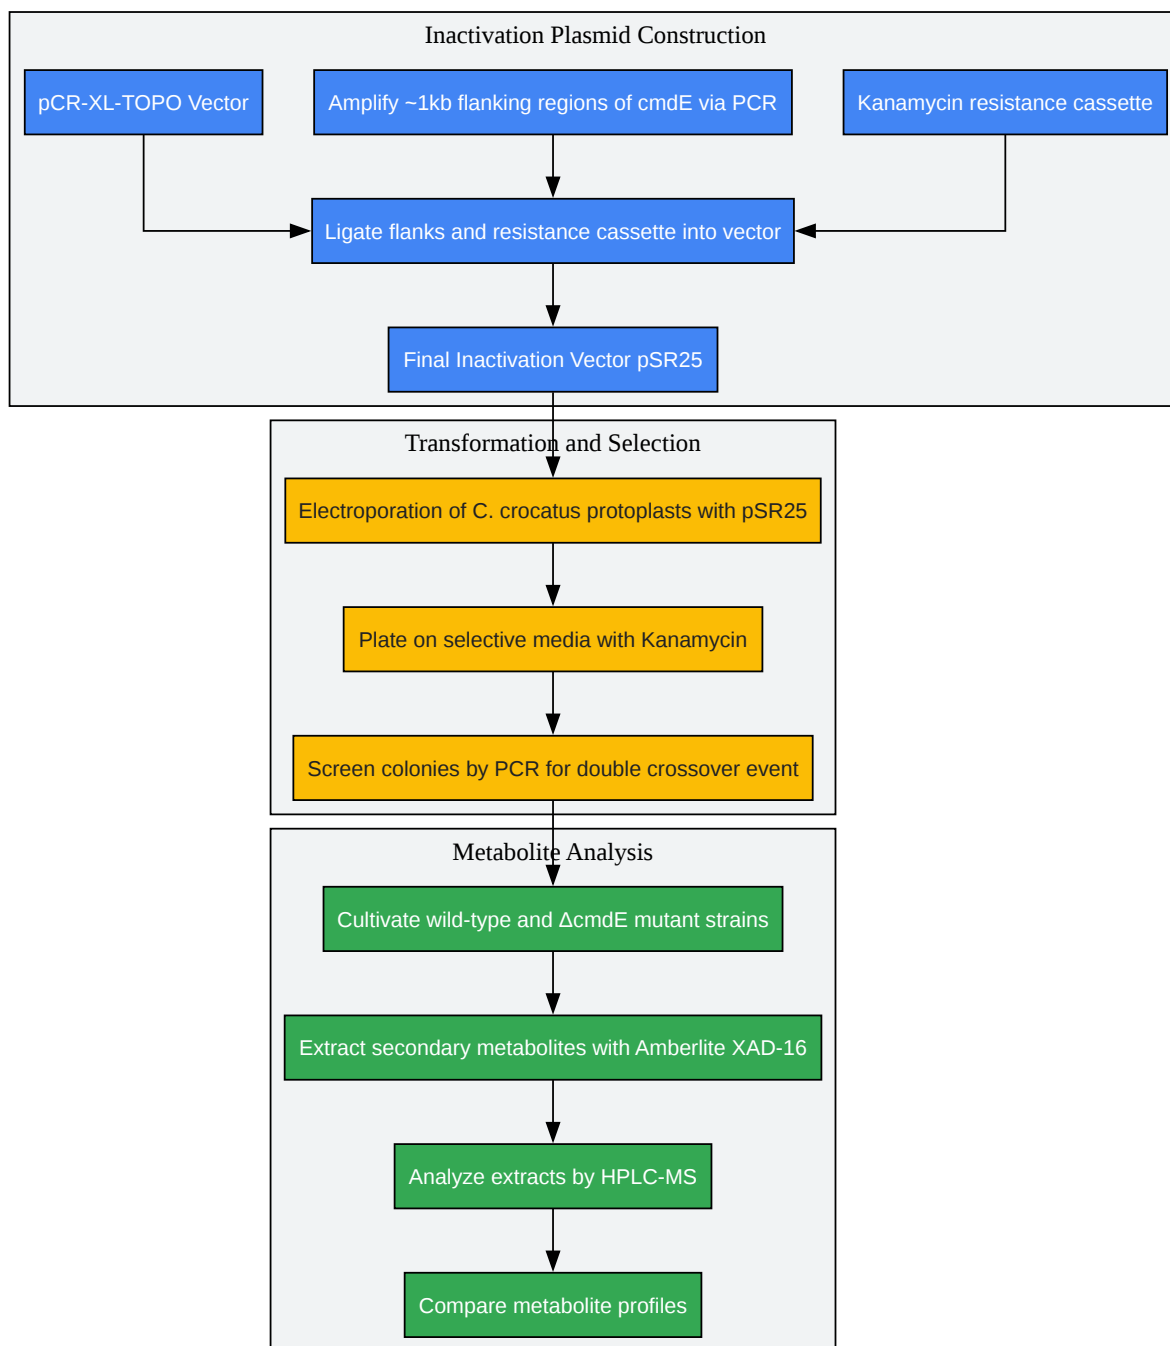 Inactivation Plasmid Construction
pCR-XL-TOPO Vector
Amplify ~1kb flanking regions of cmdE via PCR
Kanamycin resistance cassette
Ligate flanks and resistance cassette into vector
Final Inactivation Vector pSR25
Transformation and Selection
Electroporation of C. crocatus protoplasts with pSR25
Plate on selective media with Kanamycin
Screen colonies by PCR for double crossover event
Metabolite Analysis
Cultivate wild-type and ΔcmdE mutant strains
Extract secondary metabolites with Amberlite XAD-16
Analyze extracts by HPLC-MS
Compare metabolite profiles